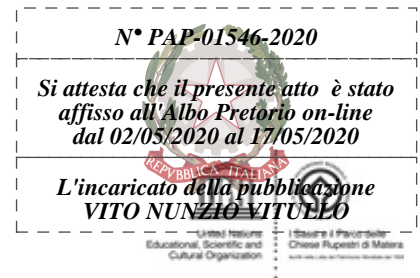 N° PAP-01546-2020
Si attesta che il presente atto è stato
affisso all'Albo Pretorio on-line
dal 02/05/2020 al 17/05/2020
REPVBBLICA ITALIANA
L'incaricato della pubblicazione
VITO NUNZIO VITULLO
United Nations
Educational, Scientific and
Cultural Organization
I Sassi e il Parco delle
Chiese Rupestri di Matera